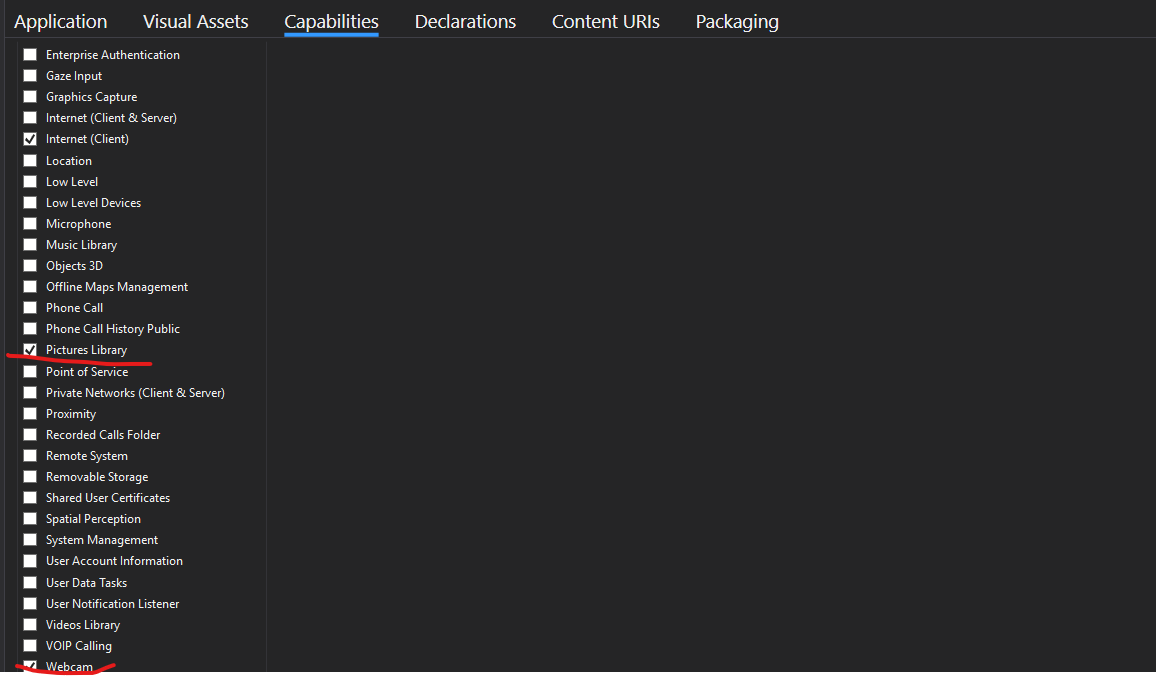 Application Visual Assets Capabilities Declarations Content URIs Packaging
Enterprise Authentication
Gaze Input
Graphics Capture
Internet (Client & Server)
Internet (Client)
Location
Low Level
Low Level Devices
Microphone
Music Library
Objects 3D
Offline Maps Management
Phone Call
Phone Call History Public
Pictures Library
Point of Service
Private Networks (Client & Server)
Proximity
Recorded Calls Folder
Remote System
Removable Storage
Shared User Certificates
Spatial Perception
System Management
User Account Information
User Data Tasks
User Notification Listener
Videos Library
VOIP Calling
Webcam